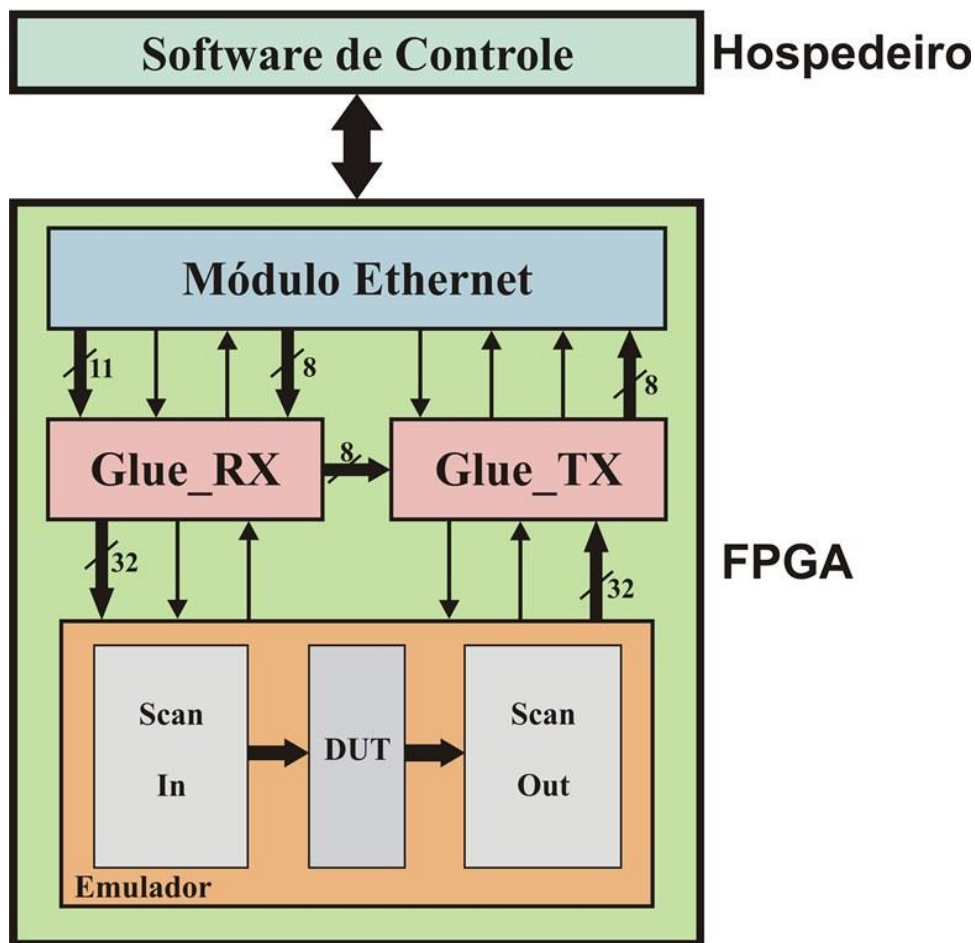 Software de Controle
Hospedeiro
Módulo Ethernet
11
8
8
Glue_RX
8
Glue_TX
32
32
FPGA
Scan
In
DUT
Scan
Out
Emulador